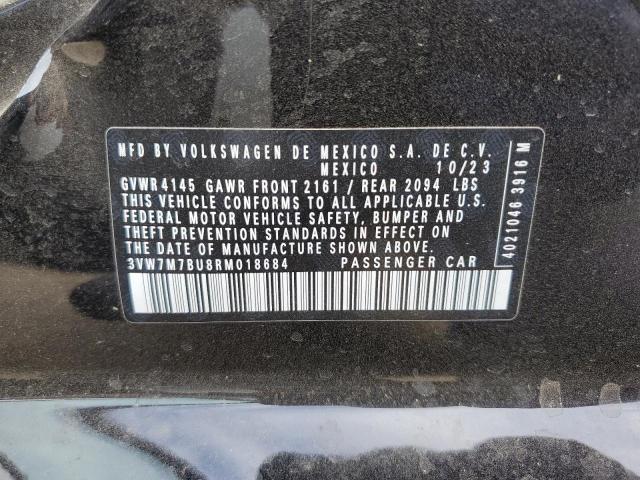 MFD BY VOLKSWAGEN DE MEXICO S.A. DE C.V.
MEXICO 10/23
GVWR 4145 GAWR FRONT 2161 / REAR 2094 LBS
THIS VEHICLE CONFORMS TO ALL APPLICABLE U.S.
FEDERAL MOTOR VEHICLE SAFETY, BUMPER AND
THEFT PREVENTION STANDARDS IN EFFECT ON
THE DATE OF MANUFACTURE SHOWN ABOVE.
3VW7M7BU8RM018684 PASSENGER CAR
4021046 3916 M